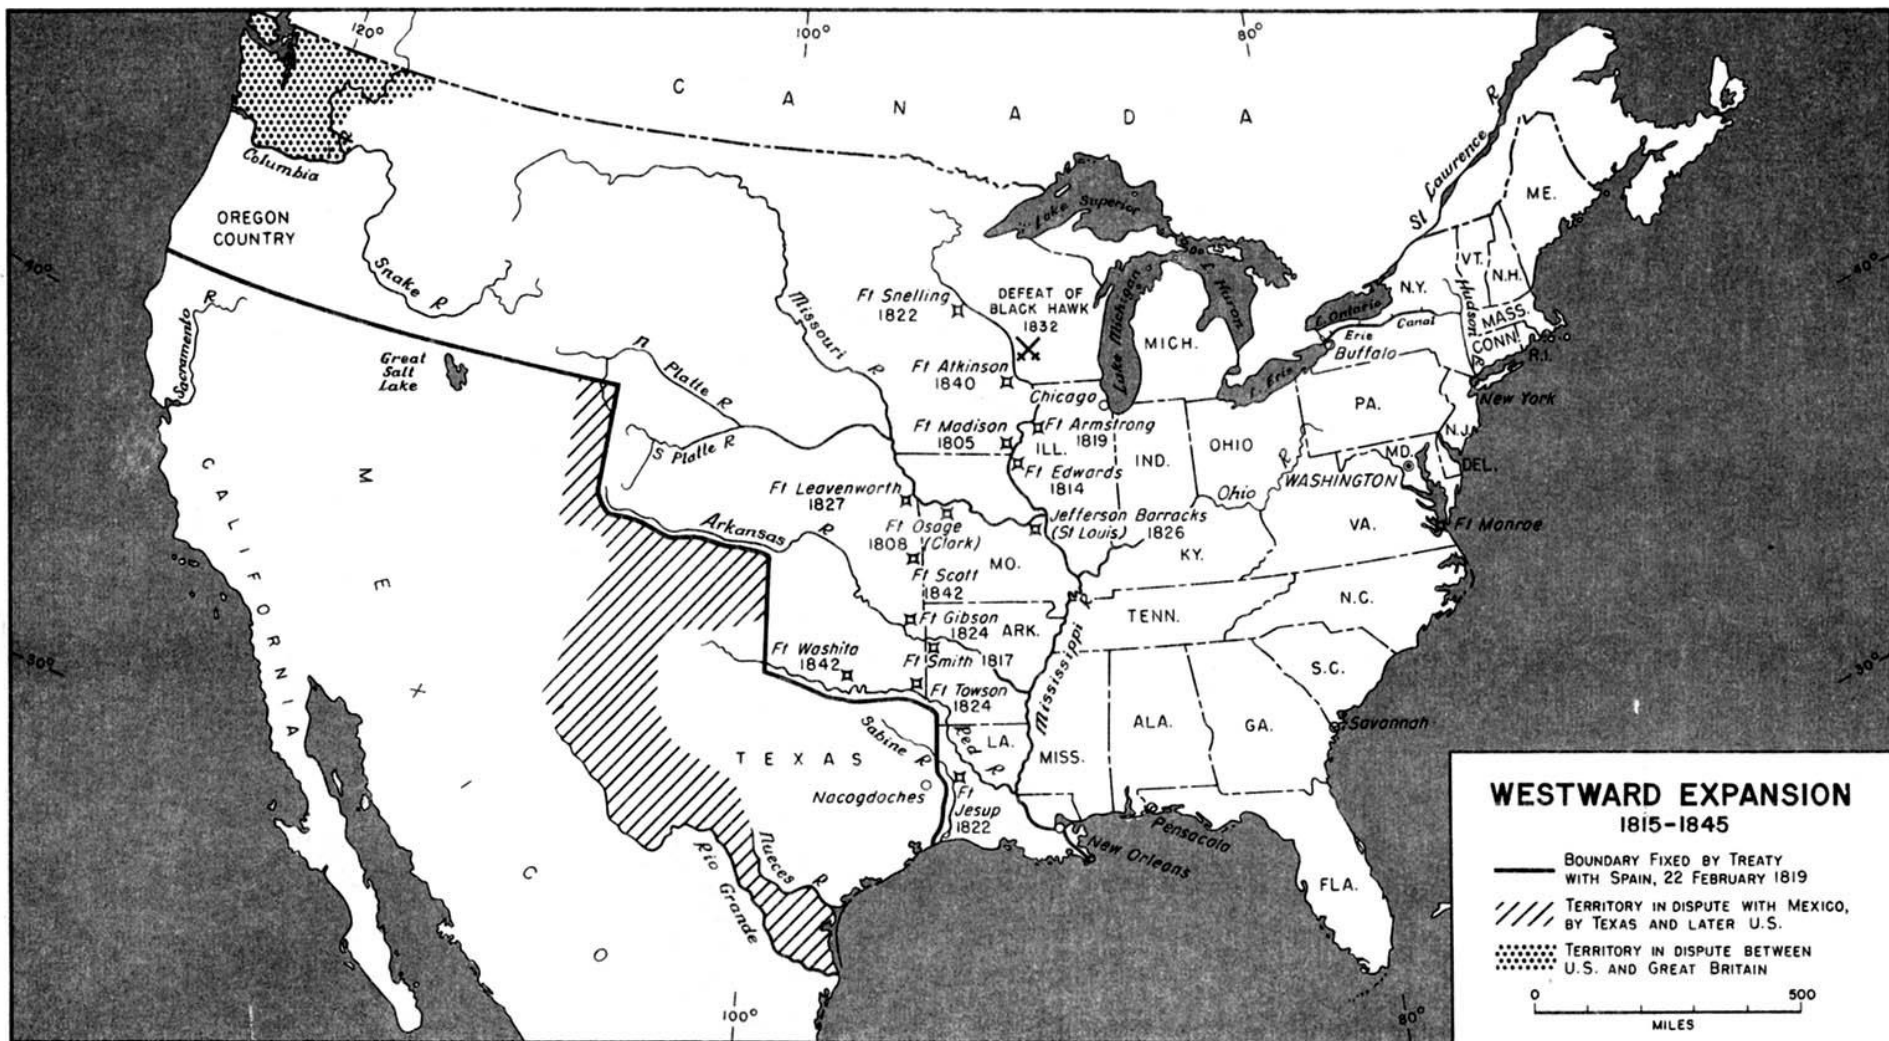 120°
100°
80°
CANADA
St Lawrence R
ME.
Columbia
OREGON
COUNTRY
Lake Superior
40°
40°
Snake R
VT.
N.H.
Missouri R
Ft Snelling
1822
DEFEAT OF
BLACK HAWK
1832
Lake Michigan
L Huron
L. Ontario
N.Y.
Hudson R
MASS.
CONN.
R.I.
Erie Canal
Buffalo
Sacramento R
Great
Salt
Lake
N Platte R
Ft Atkinson
1840
MICH.
L. Erie
Chicago
New York
PA.
Ft Madison
1805
Ft Armstrong
1819
ILL.
IND.
OHIO
N.J.
S Platte R
MD.
DEL.
WASHINGTON
Ft Edwards
1814
Ohio R
Ft Leavenworth
1827
Arkansas R
Ft Osage
1808 (Clark)
Jefferson Barracks
(St Louis) 1826
VA.
Ft Monroe
KY.
MO.
CALIFORNIA
MEXICO
Ft Scott
1842
N.C.
TENN.
Ft Gibson
1824
ARK.
30°
30°
Ft Washita
1842
Ft Smith 1817
Mississippi R
S.C.
Ft Towson
1824
ALA.
GA.
Savannah
Sabine R
Red R
LA.
MISS.
TEXAS
Nacogdoches
Ft
Jesup
1822
Pensacola
New Orleans
Nueces R
Rio Grande
FLA.
100°
80°
WESTWARD EXPANSION
1815–1845
BOUNDARY FIXED BY TREATY
WITH SPAIN, 22 FEBRUARY 1819
TERRITORY IN DISPUTE WITH MEXICO,
BY TEXAS AND LATER U.S.
TERRITORY IN DISPUTE BETWEEN
U.S. AND GREAT BRITAIN
0 500
MILES